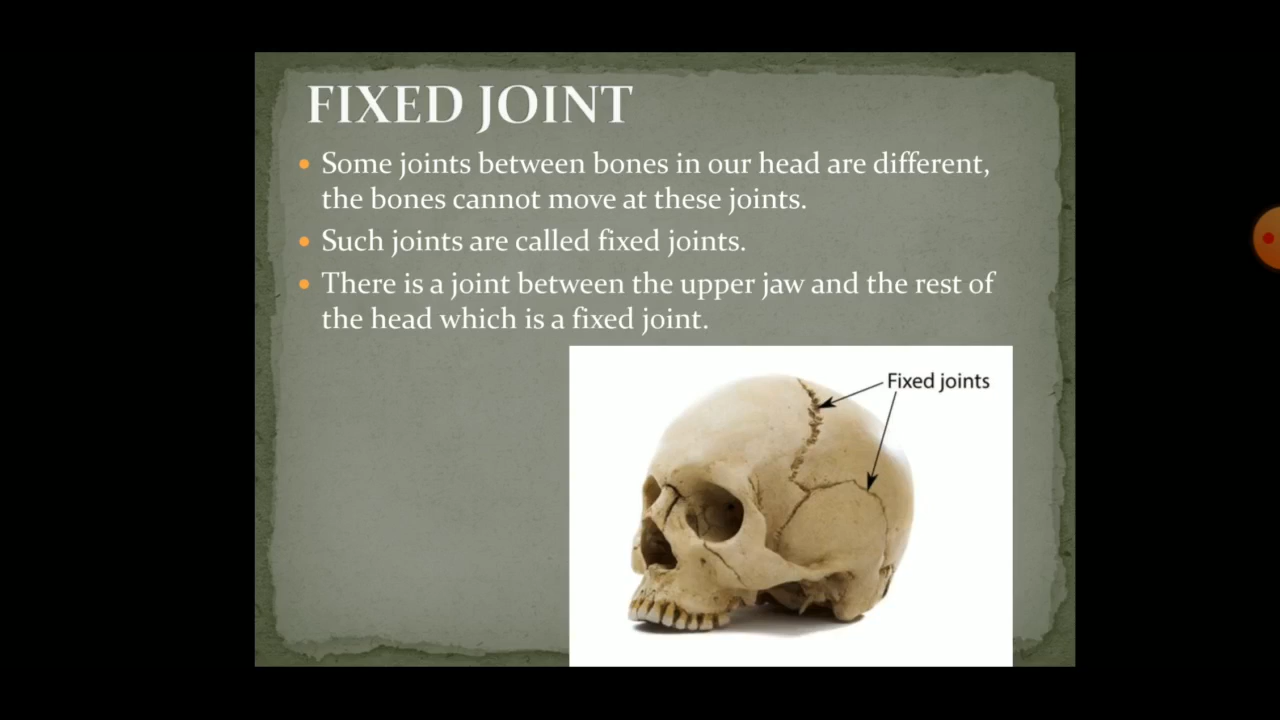 FIXED JOINT
Some joints between bones in our head are different,
the bones cannot move at these joints.
Such joints are called fixed joints.
There is a joint between the upper jaw and the rest of
the head which is a fixed joint.
Fixed joints